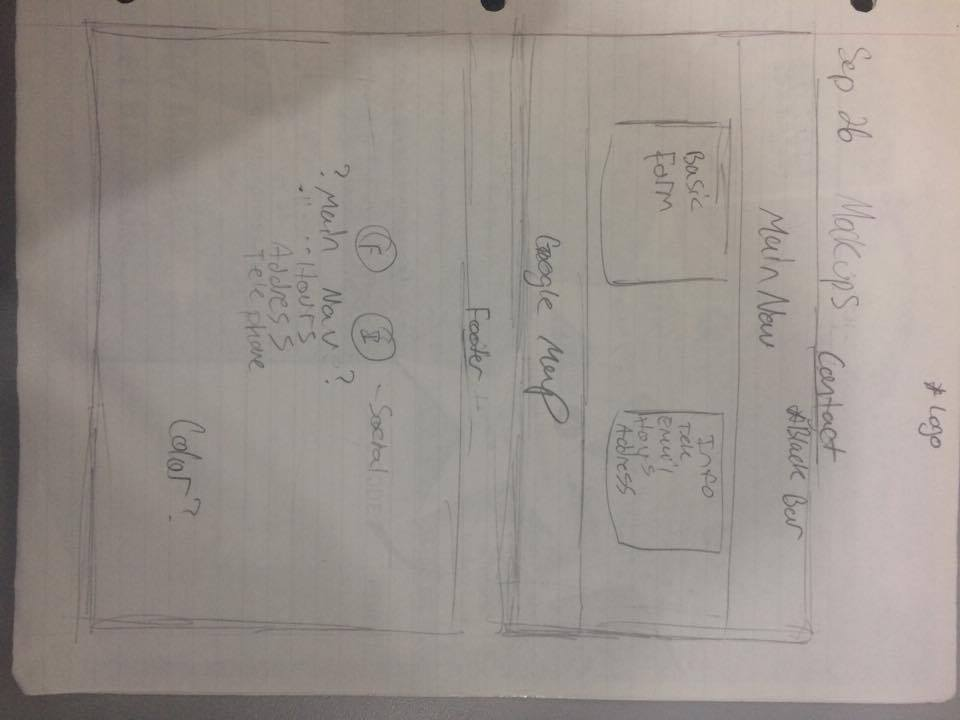 * Logo
Sep 26 Makups Contact
* Black Bar
Main Nav
Basic
Form
Info
Tele
Email
Hours
Address
Google Map
Footer
F I - Social
? Main Nav ?
Hours
Address
Telephone
Color?